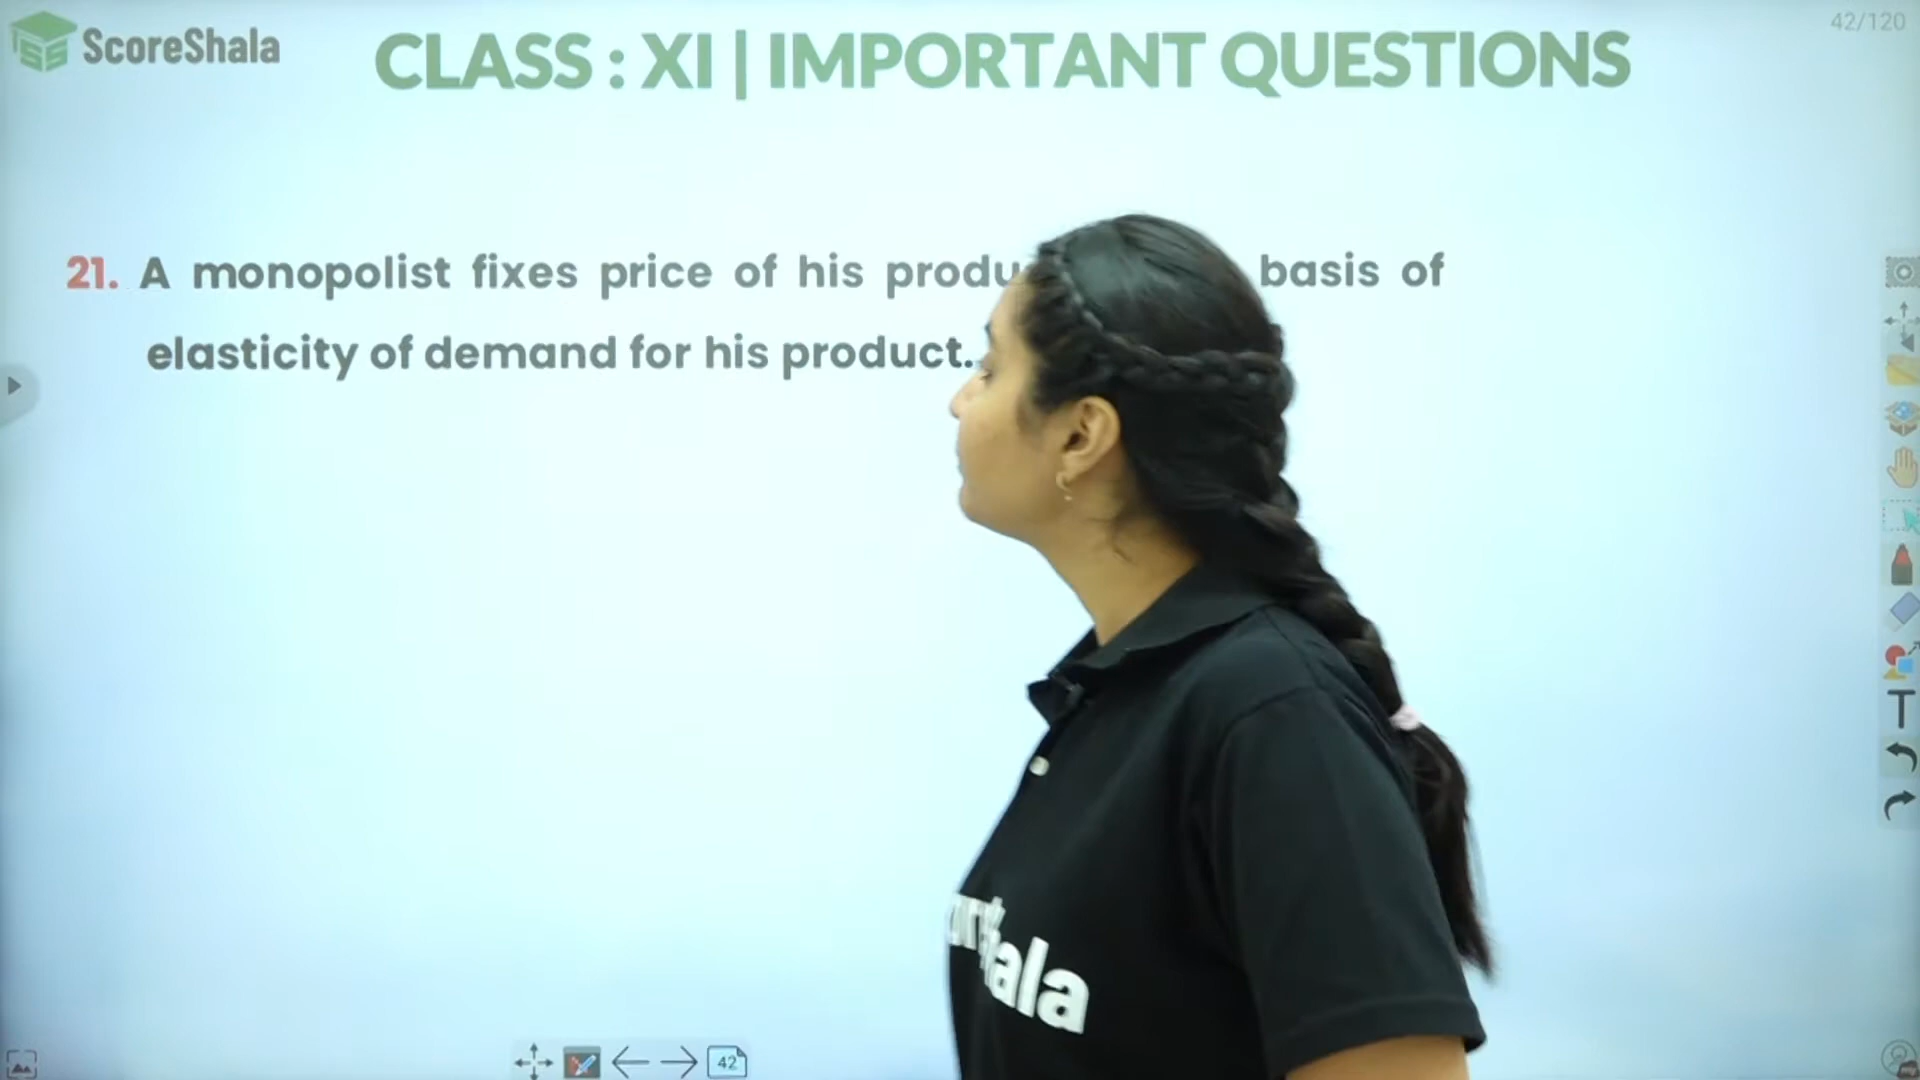 ScoreShala
CLASS : XI | IMPORTANT QUESTIONS
42/120
21. A monopolist fixes price of his basis of
elasticity of demand for his product.
ala
T
42